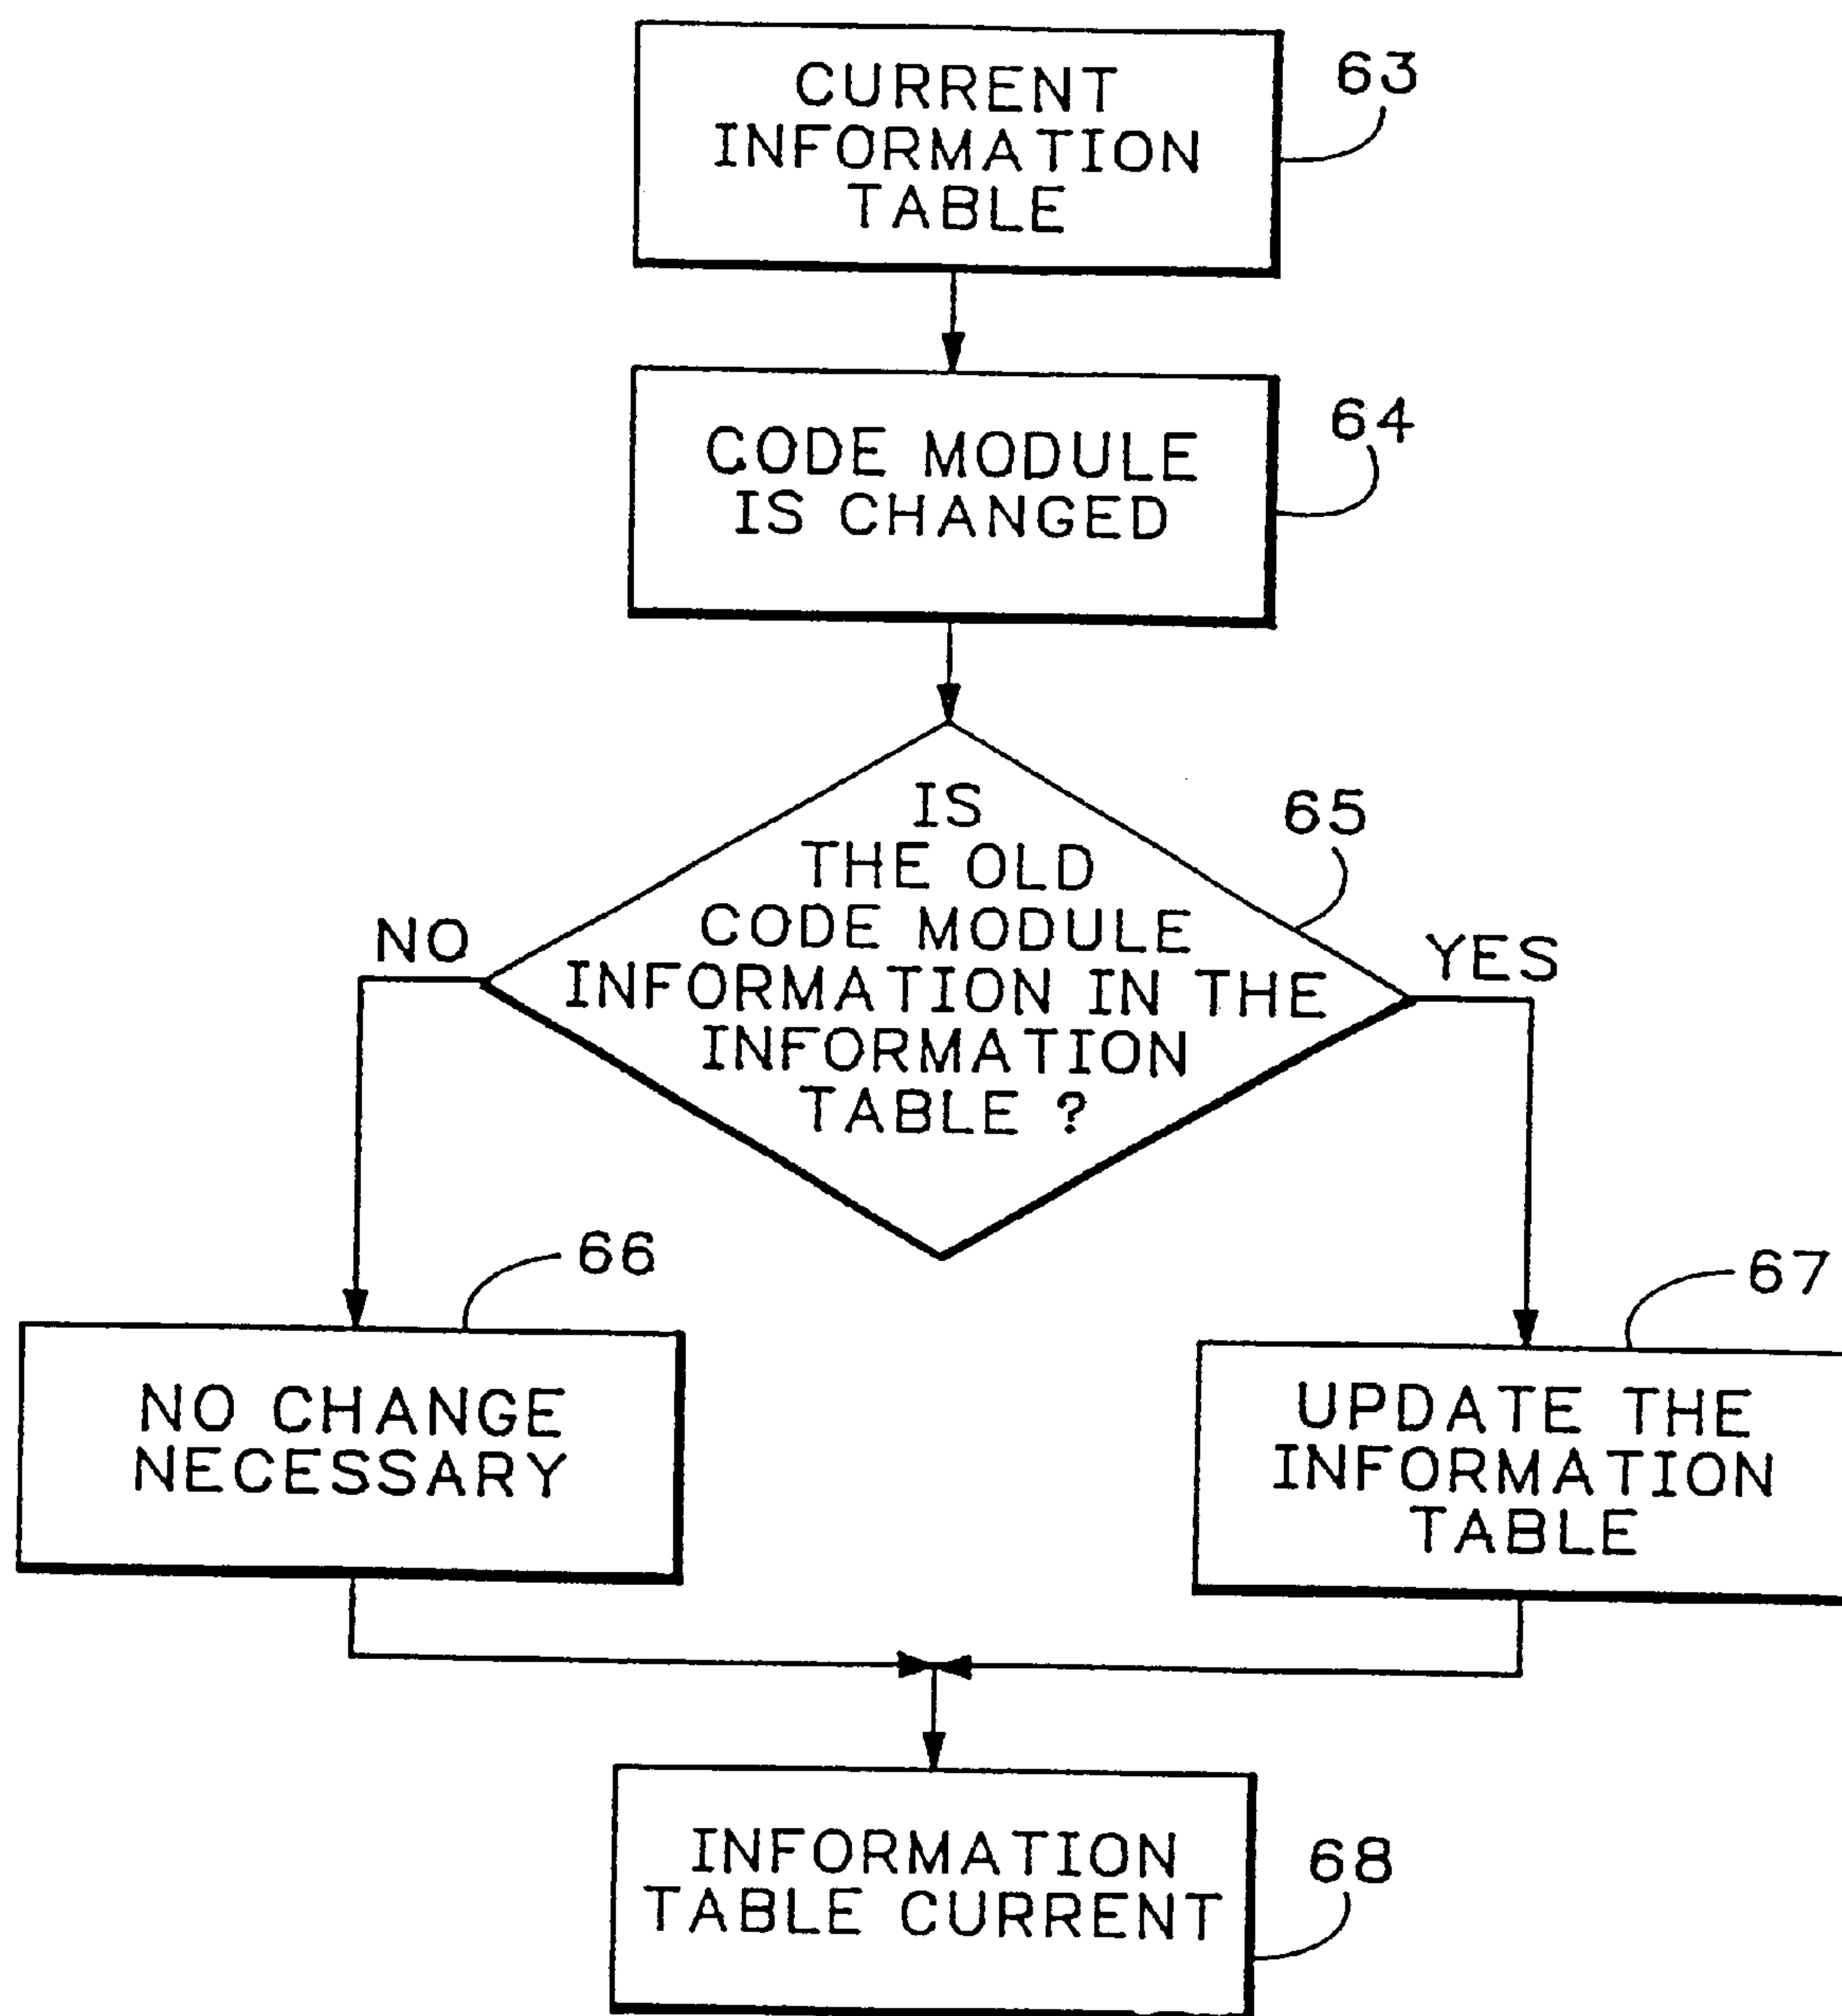 CURRENT
INFORMATION
TABLE
63
CODE MODULE
IS CHANGED
64
IS
THE OLD
CODE MODULE
INFORMATION IN THE
INFORMATION
TABLE ?
65
NO
YES
66
NO CHANGE
NECESSARY
67
UPDATE THE
INFORMATION
TABLE
INFORMATION
TABLE CURRENT
68